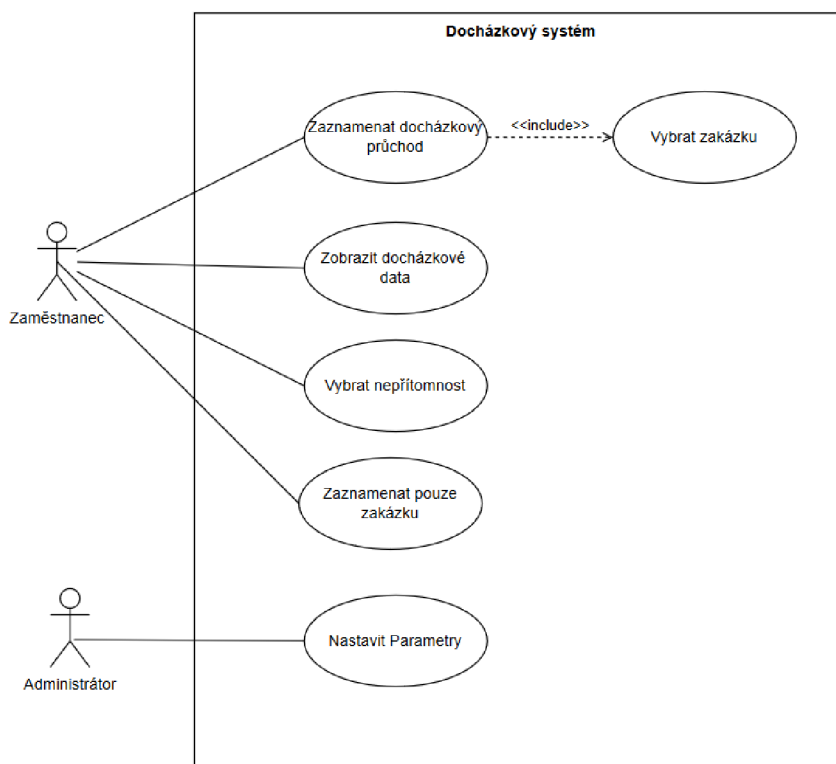 Docházkový systém
Zaznamenat docházkový
průchod
<<include>>
Vybrat zakázku
Zobrazit docházkové
data
Zaměstnanec
Vybrat nepřítomnost
Zaznamenat pouze
zakázku
Nastavit Parametry
Administrátor